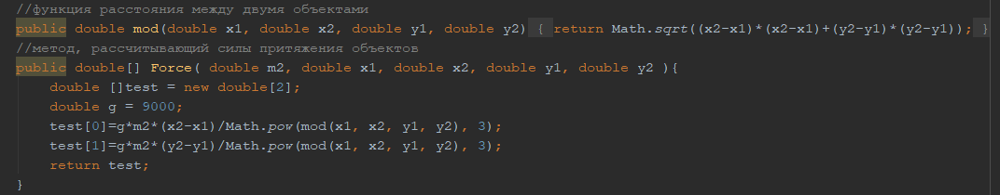 //функция расстояния между двумя объектами
public double mod(double x1, double x2, double y1, double y2) { return Math.sqrt((x2-x1)*(x2-x1)+(y2-y1)*(y2-y1)); }
//метод, рассчитывающий силы притяжения объектов
public double[] Force( double m2, double x1, double x2, double y1, double y2 ){
double []test = new double[2];
double g = 9000;
test[0]=g*m2*(x2-x1)/Math.pow(mod(x1, x2, y1, y2), 3);
test[1]=g*m2*(y2-y1)/Math.pow(mod(x1, x2, y1, y2), 3);
return test;
}